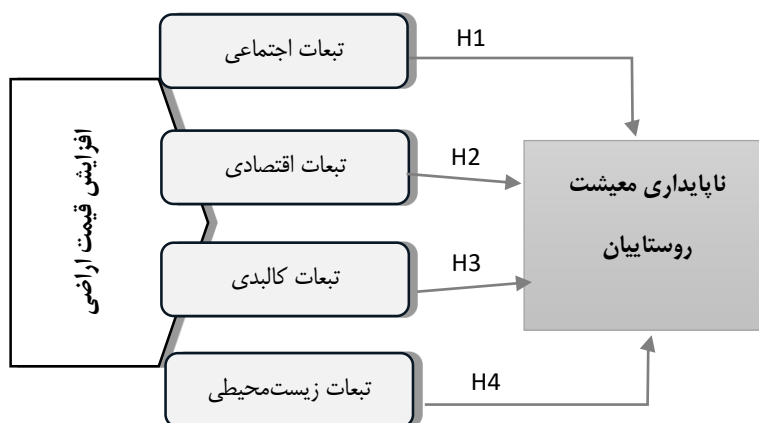 افزایش قیمت اراضی
تبعات اجتماعی
H1
تبعات اقتصادی
H2
تبعات کالبدی
H3
تبعات زیست‌محیطی
H4
ناپایداری معیشت
روستاییان